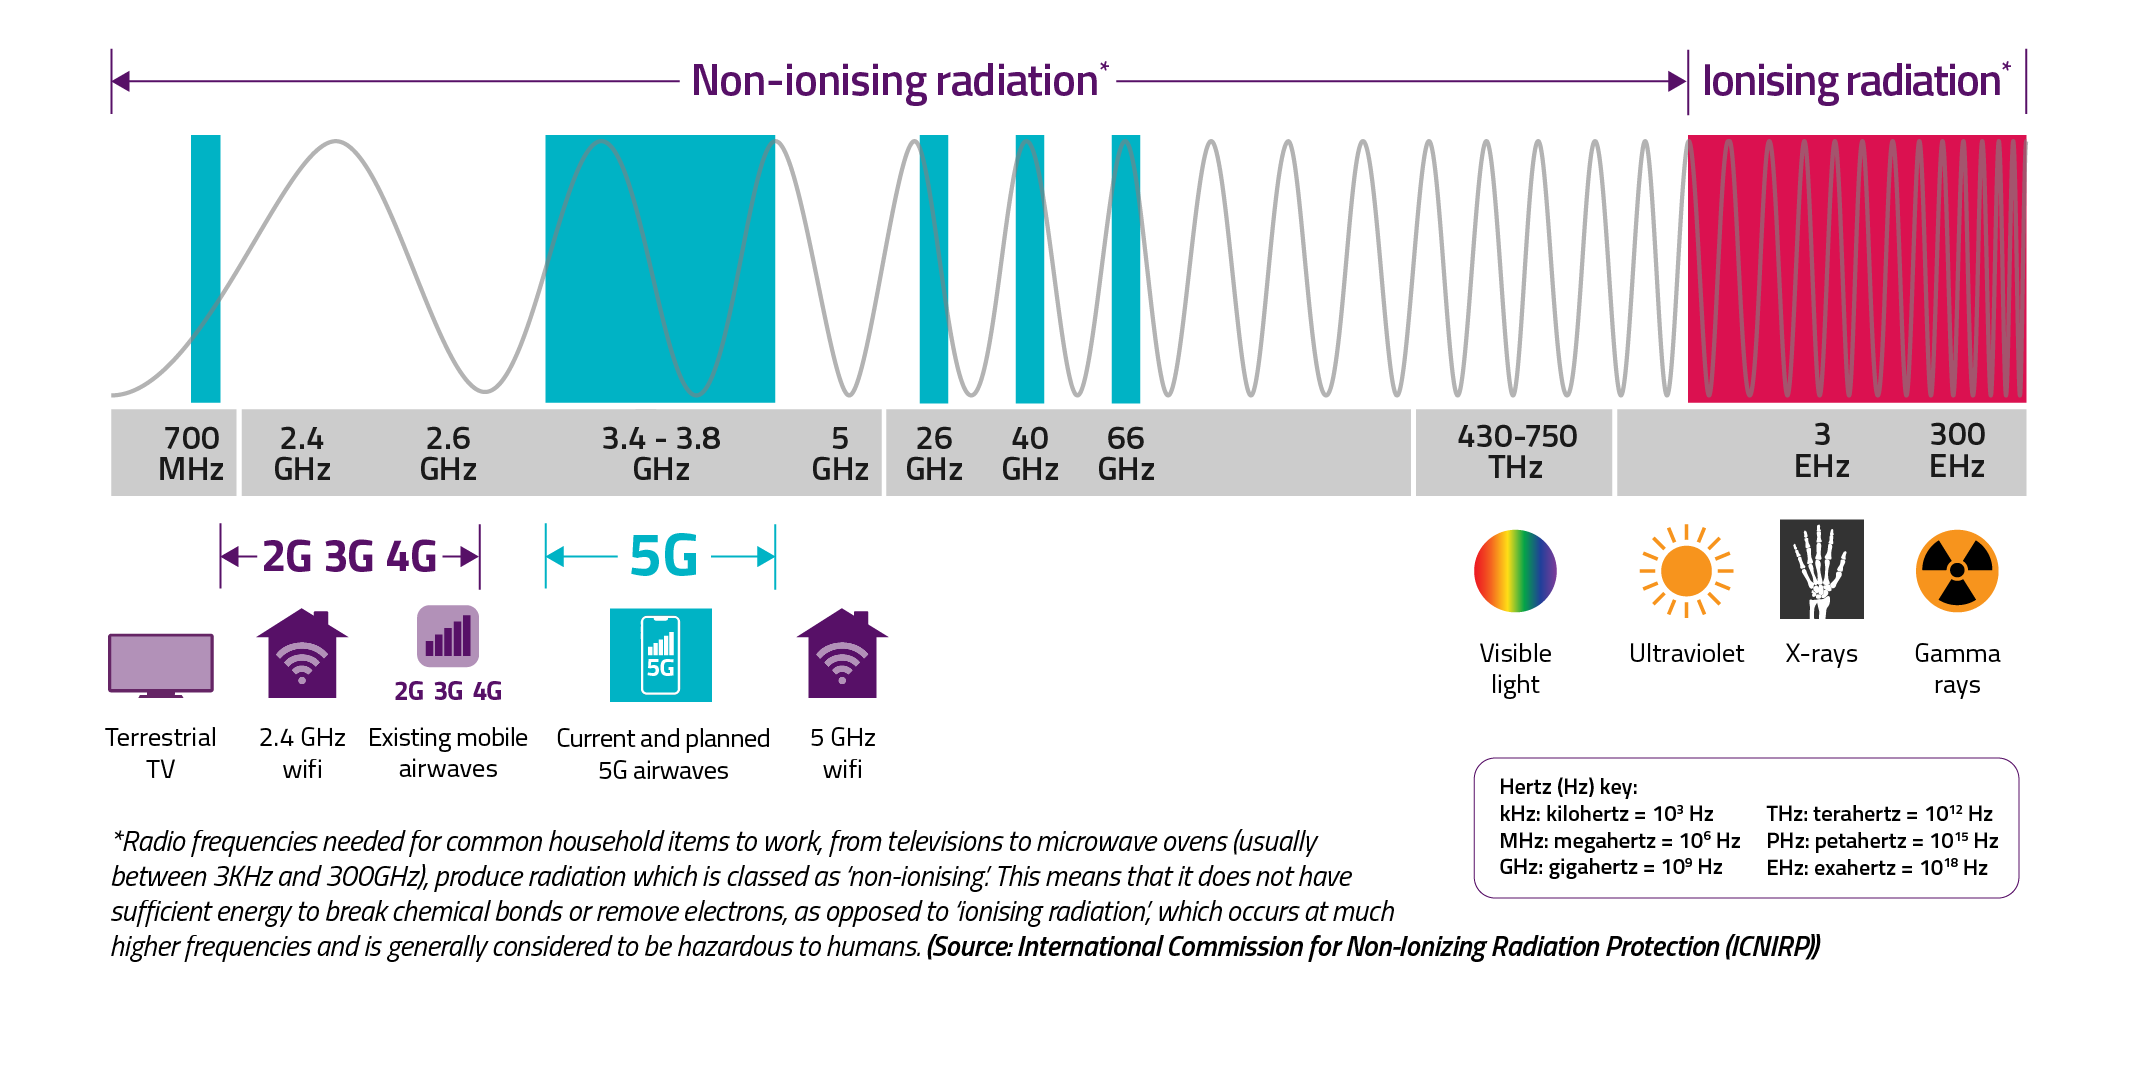 Non-ionising radiation*
Ionising radiation*
700 MHz
2.4 GHz
2.6 GHz
3.4 - 3.8 GHz
5 GHz
26 GHz
40 GHz
66 GHz
430-750 THz
3 EHz
300 EHz
2G 3G 4G
5G
5G
2G 3G 4G
Terrestrial
TV
2.4 GHz
wifi
Existing mobile
airwaves
Current and planned
5G airwaves
5 GHz
wifi
Visible
light
Ultraviolet
X-rays
Gamma
rays
Hertz (Hz) key:
kHz: kilohertz = 10³ Hz
MHz: megahertz = 10⁶ Hz
GHz: gigahertz = 10⁹ Hz
THz: terahertz = 10¹² Hz
PHz: petahertz = 10¹⁵ Hz
EHz: exahertz = 10¹⁸ Hz
*Radio frequencies needed for common household items to work, from televisions to microwave ovens (usually
between 3KHz and 300GHz), produce radiation which is classed as ‘non-ionising’. This means that it does not have
sufficient energy to break chemical bonds or remove electrons, as opposed to ‘ionising radiation’, which occurs at much
higher frequencies and is generally considered to be hazardous to humans. (Source: International Commission for Non-Ionizing Radiation Protection (ICNIRP))